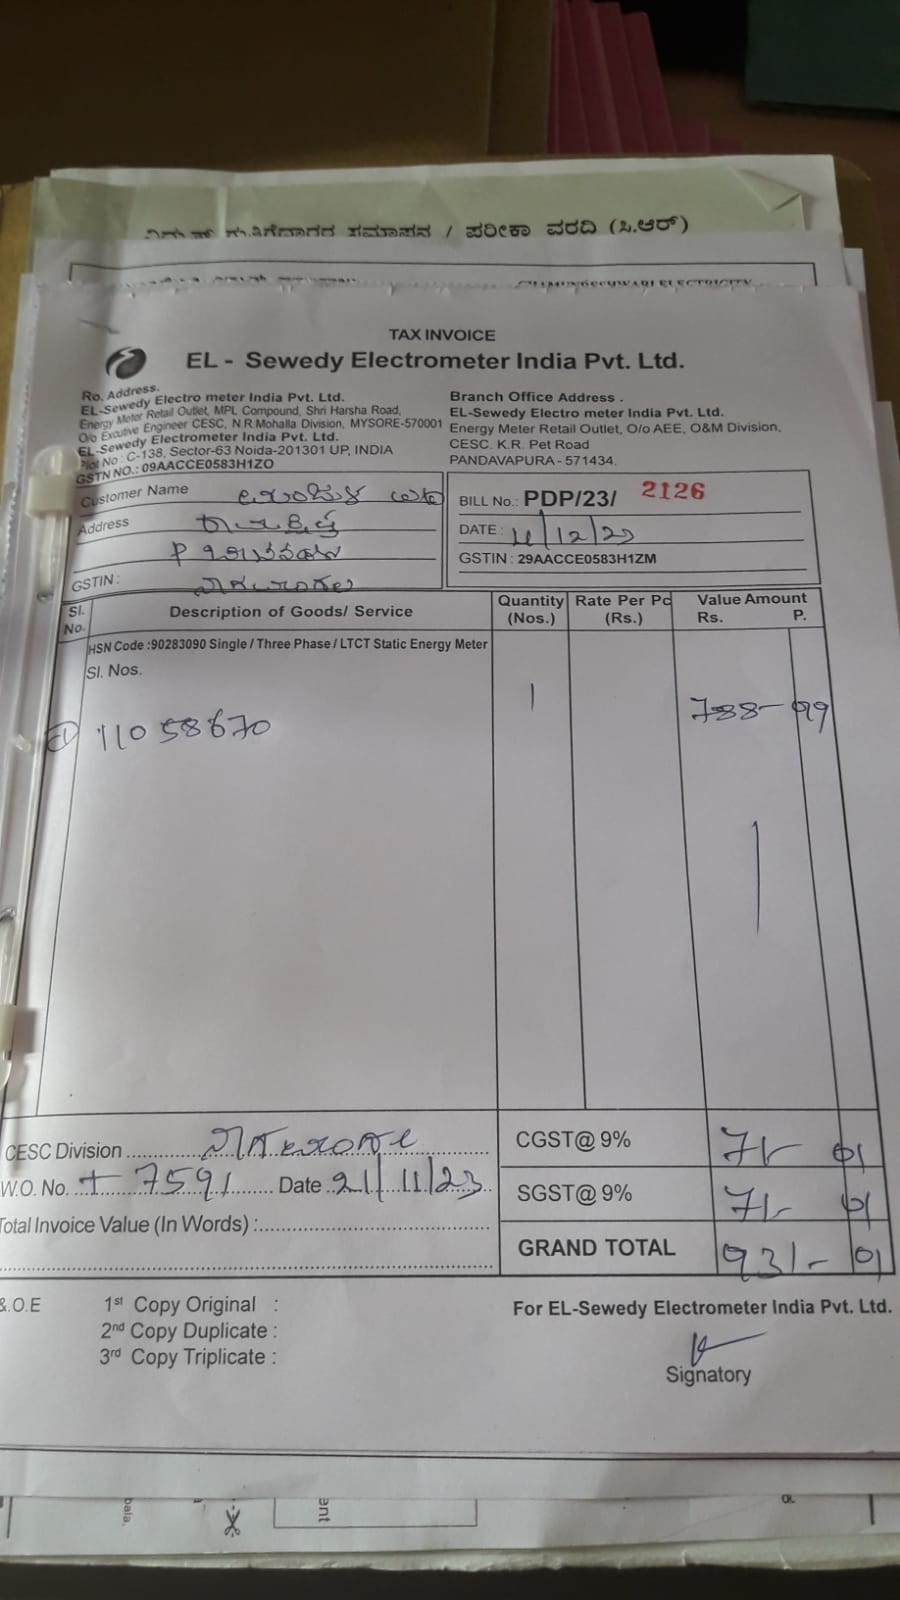 ಪರೀಕಾ ವರದಿ (ಸಿ.ಆರ್)
TAX INVOICE
EL - Sewedy Electrometer India Pvt. Ltd.
Ro. Address.
EL-Sewedy Electro meter India Pvt. Ltd.
Energy Motor Retail Outlet, MPL Compound, Shri Harsha Road,
O/o Excutive Engineer CESC, N.R.Mohalla Division, MYSORE-570001
EL-Sewedy Electrometer India Pvt. Ltd.
Plot No : C-138, Sector-63 Noida-201301 UP, INDIA
GSTN NO.: 09AACCE0583H1ZO
Branch Office Address .
EL-Sewedy Electro meter India Pvt. Ltd.
Energy Meter Retail Outlet, O/o AEE, O&M Division,
CESC. K.R. Pet Road
PANDAVAPURA - 571434.
Customer Name
Address
GSTIN :
BILL No.: PDP/23/ 2126
DATE : 11/12/23
GSTIN : 29AACCE0583H1ZM
Sl. No. Description of Goods/ Service Quantity (Nos.) Rate Per Pc (Rs.) Value Amount Rs. P.
HSN Code :90283090 Single / Three Phase / LTCT Static Energy Meter
Sl. Nos.
① 11058670 1 788- 99
CESC Division
W.O. No. 7591 Date 21/11/23
Total Invoice Value (In Words) :
CGST@ 9% 71- 01
SGST@ 9% 71- 01
GRAND TOTAL 931- 01
&.O.E
1st Copy Original :
2nd Copy Duplicate :
3rd Copy Triplicate :
For EL-Sewedy Electrometer India Pvt. Ltd.
Signatory